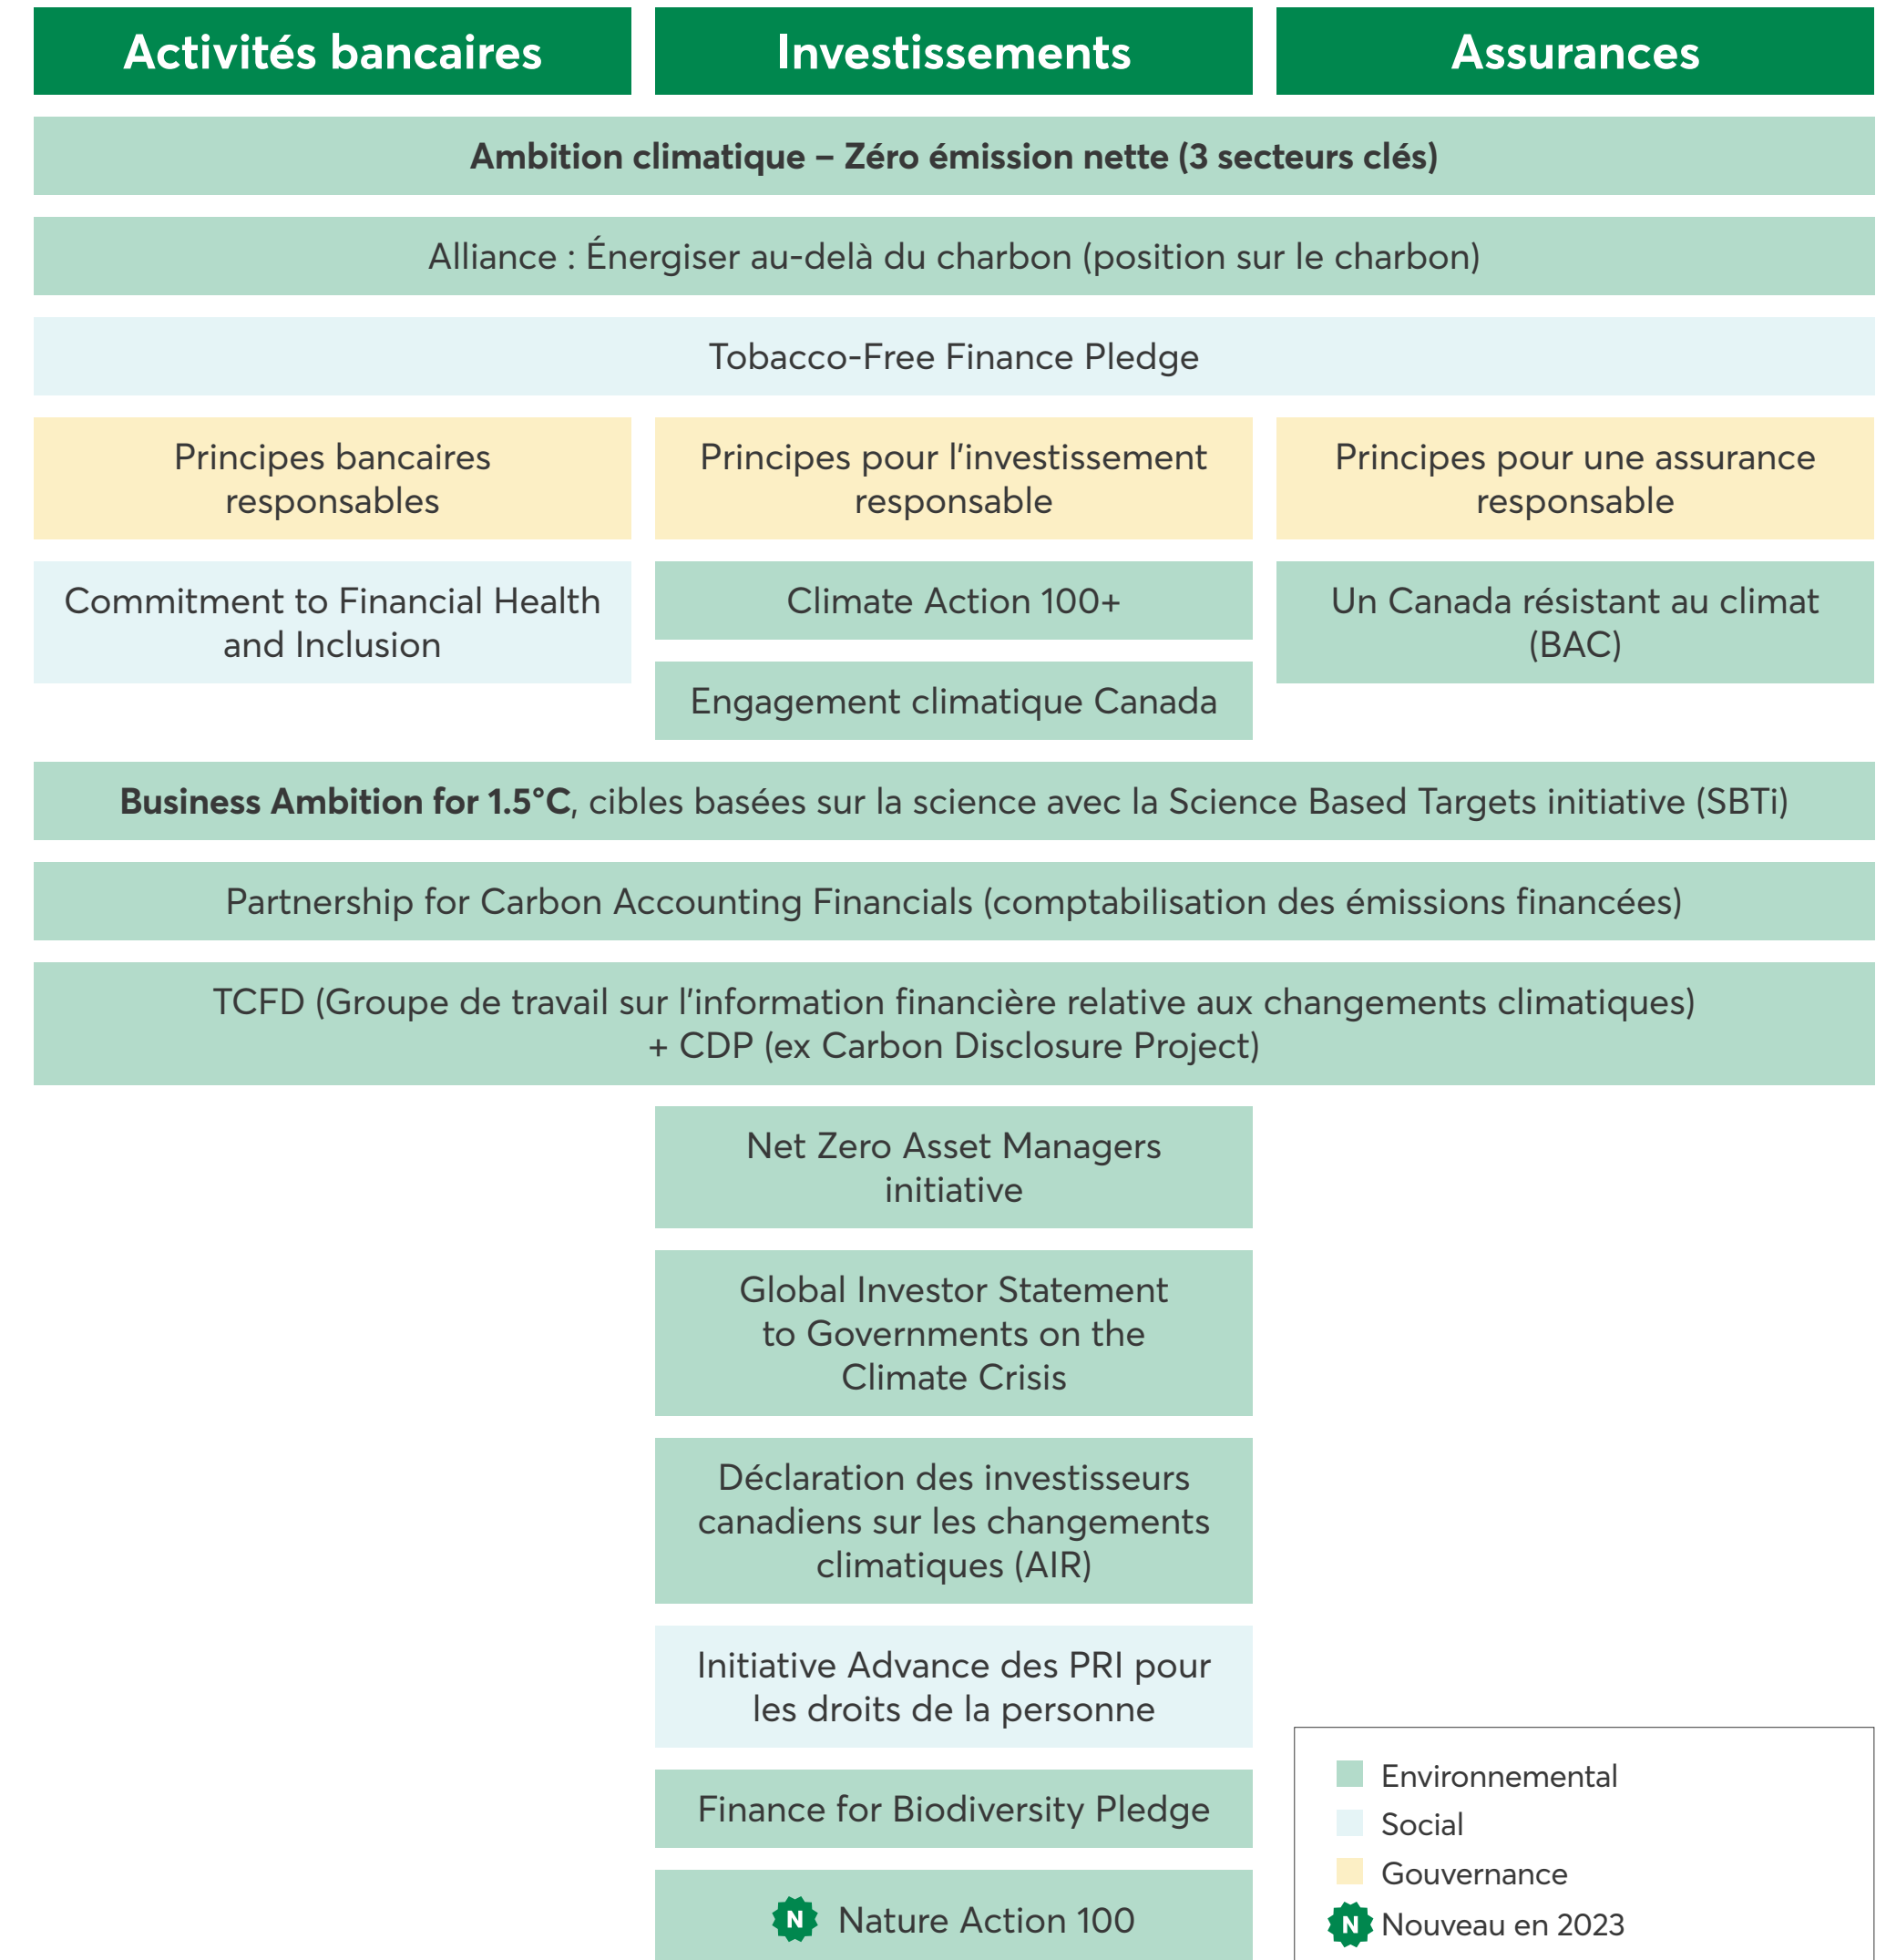 Activités bancaires
Investissements
Assurances
Ambition climatique – Zéro émission nette (3 secteurs clés)
Alliance : Énergiser au-delà du charbon (position sur le charbon)
Tobacco-Free Finance Pledge
Principes bancaires
responsables
Principes pour l'investissement
responsable
Principes pour une assurance
responsable
Commitment to Financial Health
and Inclusion
Climate Action 100+
Engagement climatique Canada
Un Canada résistant au climat
(BAC)
Business Ambition for 1.5°C, cibles basées sur la science avec la Science Based Targets initiative (SBTi)
Partnership for Carbon Accounting Financials (comptabilisation des émissions financées)
TCFD (Groupe de travail sur l'information financière relative aux changements climatiques)
+ CDP (ex Carbon Disclosure Project)
Net Zero Asset Managers
initiative
Global Investor Statement
to Governments on the
Climate Crisis
Déclaration des investisseurs
canadiens sur les changements
climatiques (AIR)
Initiative Advance des PRI pour
les droits de la personne
Finance for Biodiversity Pledge
N Nature Action 100
Environnemental
Social
Gouvernance
N Nouveau en 2023